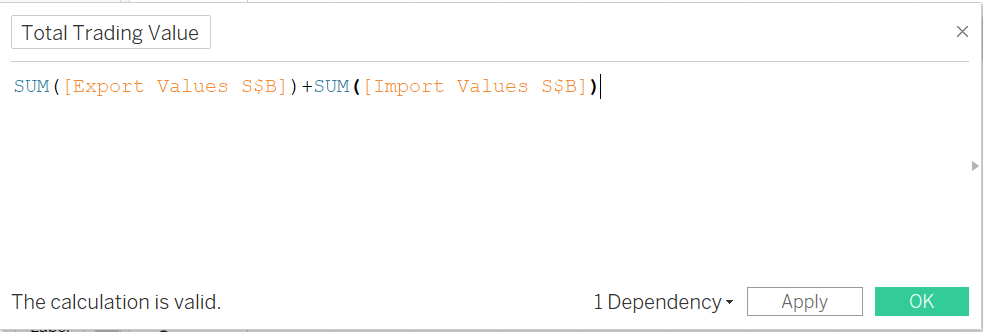 Total Trading Value
SUM([Export Values S$B])+SUM([Import Values S$B])
The calculation is valid.
1 Dependency
Apply
OK